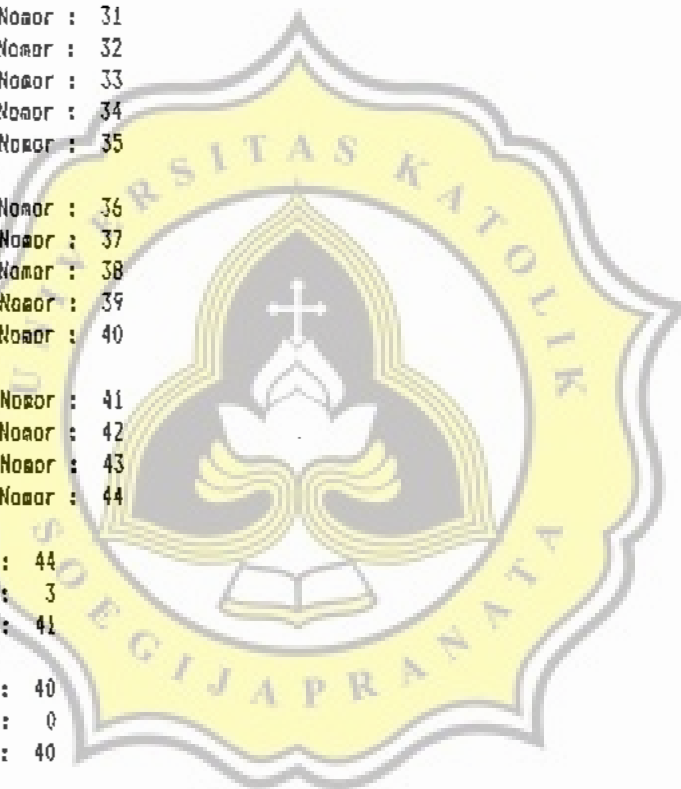 Nomor : 31
Nomor : 32
Nomor : 33
Nomor : 34
Nomor : 35
Nomor : 36
Nomor : 37
Nomor : 38
Nomor : 39
Nomor : 40
Nomor : 41
Nomor : 42
Nomor : 43
Nomor : 44
: 44
: 3
: 41
: 40
: 0
: 40
UNIVERSITAS KATOLIK
SOEGIJAPRANATA